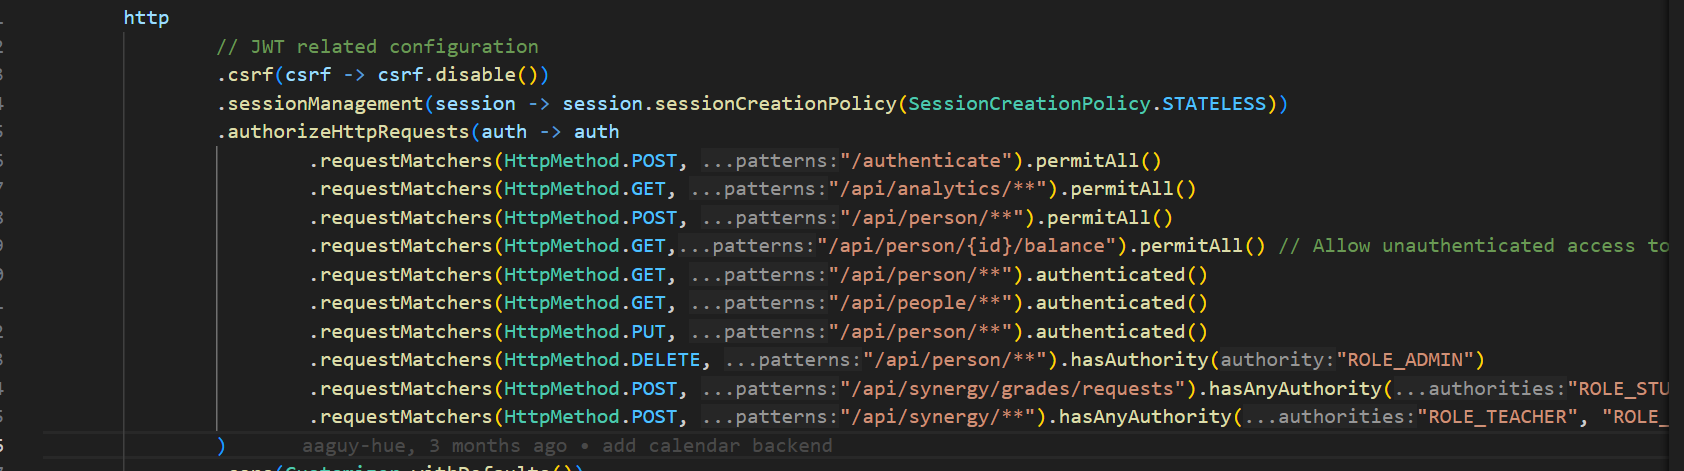 http
// JWT related configuration
.csrf(csrf -> csrf.disable())
.sessionManagement(session -> session.sessionCreationPolicy(SessionCreationPolicy.STATELESS))
.authorizeHttpRequests(auth -> auth
.requestMatchers(HttpMethod.POST, ...patterns:"/authenticate").permitAll()
.requestMatchers(HttpMethod.GET, ...patterns:"/api/analytics/**").permitAll()
.requestMatchers(HttpMethod.POST, ...patterns:"/api/person/**").permitAll()
.requestMatchers(HttpMethod.GET,...patterns:"/api/person/{id}/balance").permitAll() // Allow unauthenticated access to
.requestMatchers(HttpMethod.GET, ...patterns:"/api/person/**").authenticated()
.requestMatchers(HttpMethod.GET, ...patterns:"/api/people/**").authenticated()
.requestMatchers(HttpMethod.PUT, ...patterns:"/api/person/**").authenticated()
.requestMatchers(HttpMethod.DELETE, ...patterns:"/api/person/**").hasAuthority(authority:"ROLE_ADMIN")
.requestMatchers(HttpMethod.POST, ...patterns:"/api/synergy/grades/requests").hasAnyAuthority(...authorities:"ROLE_STU
.requestMatchers(HttpMethod.POST, ...patterns:"/api/synergy/**").hasAnyAuthority(...authorities:"ROLE_TEACHER", "ROLE_
) aaguy-hue, 3 months ago • add calendar backend